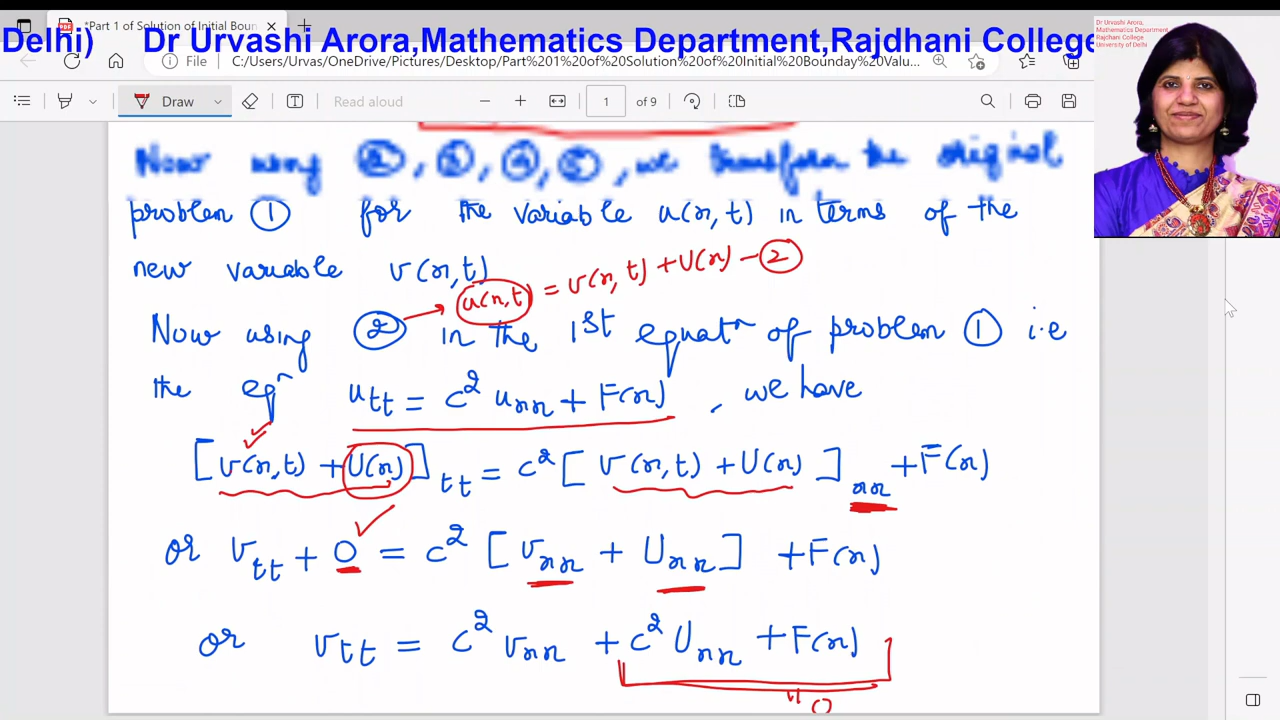 *Part 1 of Solution of Initial Boun
Delhi) Dr Urvashi Arora,Mathematics Department,Rajdhani College
Dr Urvashi Arora,
Mathematics Department
Rajdhani College
University of Delhi
File C:/Users/Urvas/OneDrive/Pictures/Desktop/Part%201%20of%20Solution%20of%20Initial%20Bounday%20Valu...
Draw Read aloud 1 of 9
Now using ②, ③, ④, ⑤, we transform the original
problem ① for the variable u(x,t) in terms of the
new variable v(x,t)
u(x,t) = v(x,t) + U(x) - ②
Now using ② in the 1st equatn of problem ① i.e
the eqn utt = c² uxx + F(x), we have
[v(x,t) + U(x)]tt = c² [v(x,t) + U(x)]xx + F(x)
or vtt + 0 = c² [vxx + Uxx] + F(x)
or vtt = c² vxx + c² Uxx + F(x)
" 0